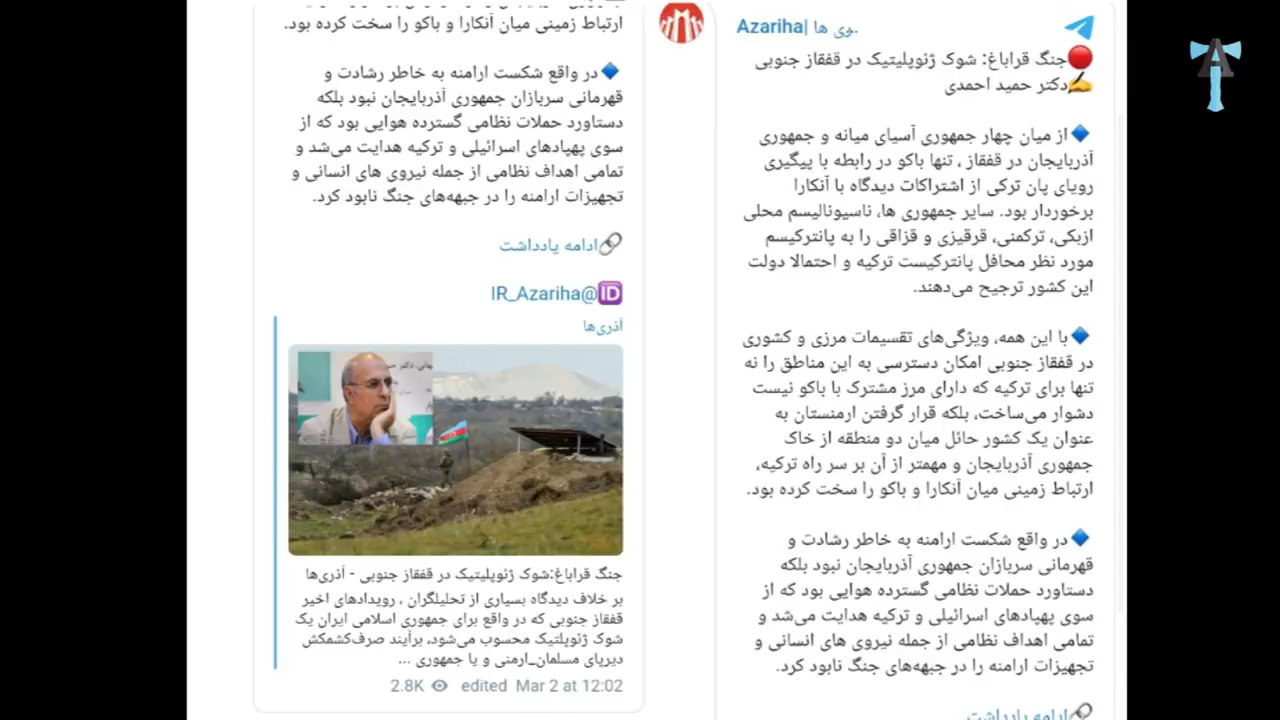 ارتباط زمینی میان آنکارا و باکو را سخت کرده بود.
در واقع شکست ارامنه به خاطر رشادت و
قهرمانی سربازان جمهوری آذربایجان نبود بلکه
دستاورد حملات نظامی گسترده هوایی بود که از
سوی پهپادهای اسرائیلی و ترکیه هدایت می‌شد و
تمامی اهداف نظامی از جمله نیروی های انسانی و
تجهیزات ارامنه را در جبهه‌های جنگ نابود کرد.
ادامه یادداشت
🆔@IR_Azariha
آذری‌ها
جنگ قراباغ:شوک ژئوپلیتیک در قفقاز جنوبی - آذری‌ها
بر خلاف دیدگاه بسیاری از تحلیلگران ، رویدادهای اخیر
قفقاز جنوبی که در واقع برای جمهوری اسلامی ایران یک
شوک ژئوپلتیک محسوب می‌شود، برآیند صرف‌کشمکش
دیرپای مسلمان_ارمنی و یا جمهوری ...
2.8K edited Mar 2 at 12:02
Azariha| وی ها
جنگ قراباغ: شوک ژئوپلیتیک در قفقاز جنوبی
دکتر حمید احمدی
از میان چهار جمهوری آسیای میانه و جمهوری
آذربایجان در قفقاز ، تنها باکو در رابطه با پیگیری
رویای پان ترکی از اشتراکات دیدگاه با آنکارا
برخوردار بود. سایر جمهوری ها، ناسیونالیسم محلی
ازبکی، ترکمنی، قرقیزی و قزاقی را به پانترکیسم
مورد نظر محافل پانترکیست ترکیه و احتمالا دولت
این کشور ترجیح می‌دهند.
با این همه، ویژگی‌های تقسیمات مرزی و کشوری
در قفقاز جنوبی امکان دسترسی به این مناطق را نه
تنها برای ترکیه که دارای مرز مشترک با باکو نیست
دشوار می‌ساخت، بلکه قرار گرفتن ارمنستان به
عنوان یک کشور حائل میان دو منطقه از خاک
جمهوری آذربایجان و مهمتر از آن بر سر راه ترکیه،
ارتباط زمینی میان آنکارا و باکو را سخت کرده بود.
در واقع شکست ارامنه به خاطر رشادت و
قهرمانی سربازان جمهوری آذربایجان نبود بلکه
دستاورد حملات نظامی گسترده هوایی بود که از
سوی پهپادهای اسرائیلی و ترکیه هدایت می‌شد و
تمامی اهداف نظامی از جمله نیروی های انسانی و
تجهیزات ارامنه را در جبهه‌های جنگ نابود کرد.
ادامه یادداشت